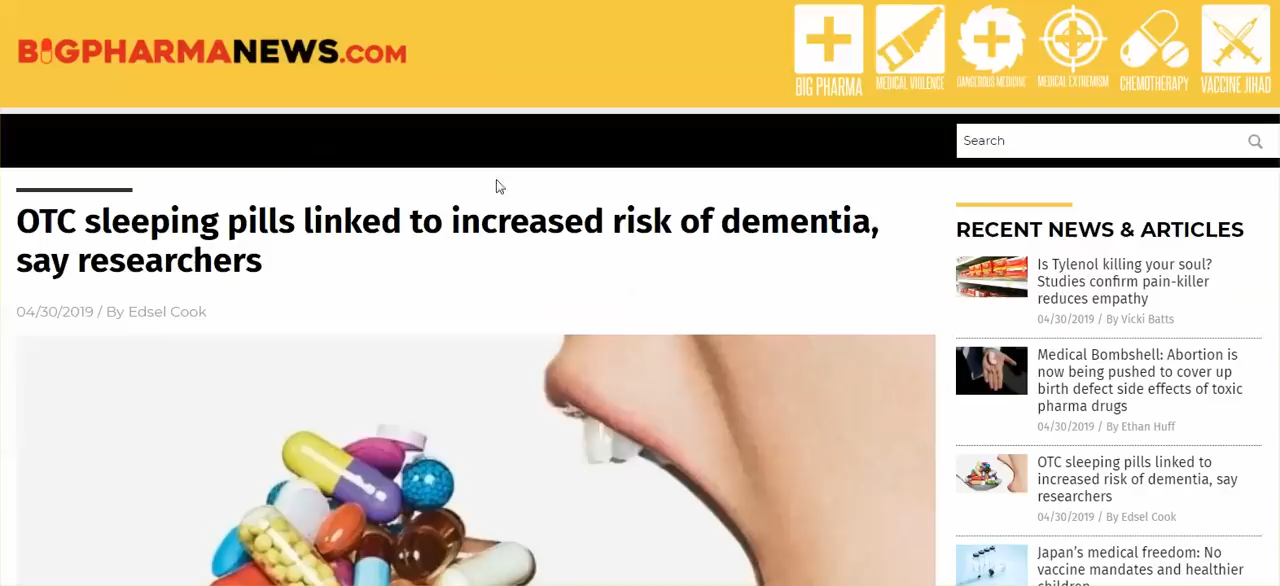 BIGPHARMANEWS.COM
BIG PHARMA
MEDICAL VIOLENCE
DANGEROUS MEDICINE
MEDICAL EXTREMISM
CHEMOTHERAPY
VACCINE JIHAD
Search
OTC sleeping pills linked to increased risk of dementia,
say researchers
04/30/2019 / By Edsel Cook
RECENT NEWS & ARTICLES
Is Tylenol killing your soul?
Studies confirm pain-killer
reduces empathy
04/30/2019 / By Vicki Batts
Medical Bombshell: Abortion is
now being pushed to cover up
birth defect side effects of toxic
pharma drugs
04/30/2019 / By Ethan Huff
OTC sleeping pills linked to
increased risk of dementia, say
researchers
04/30/2019 / By Edsel Cook
Japan's medical freedom: No
vaccine mandates and healthier
children